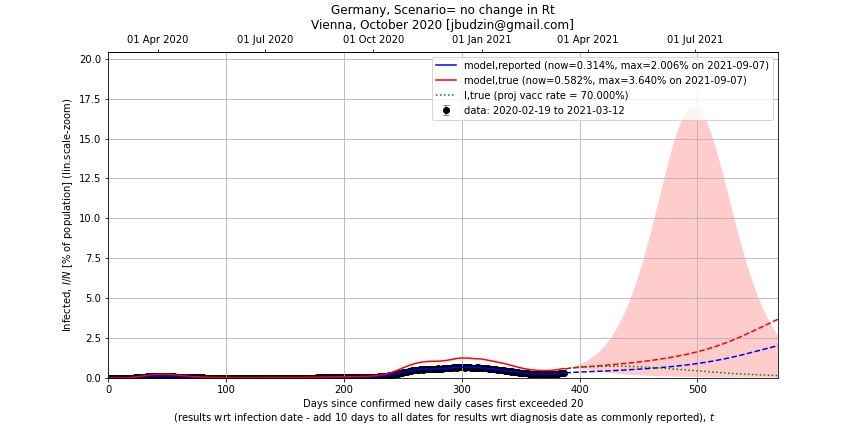 Germany, Scenario= no change in Rt
Vienna, October 2020 [jbudzin@gmail.com]
01 Apr 2020 01 Jul 2020 01 Oct 2020 01 Jan 2021 01 Apr 2021 01 Jul 2021
model,reported (now=0.314%, max=2.006% on 2021-09-07)
model,true (now=0.582%, max=3.640% on 2021-09-07)
I,true (proj vacc rate = 70.000%)
data: 2020-02-19 to 2021-03-12
20.0
17.5
15.0
12.5
10.0
7.5
5.0
2.5
0.0
Infected, I/N [% of population] (lin.scale-zoom)
0 100 200 300 400 500
Days since confirmed new daily cases first exceeded 20
(results wrt infection date - add 10 days to all dates for results wrt diagnosis date as commonly reported), t